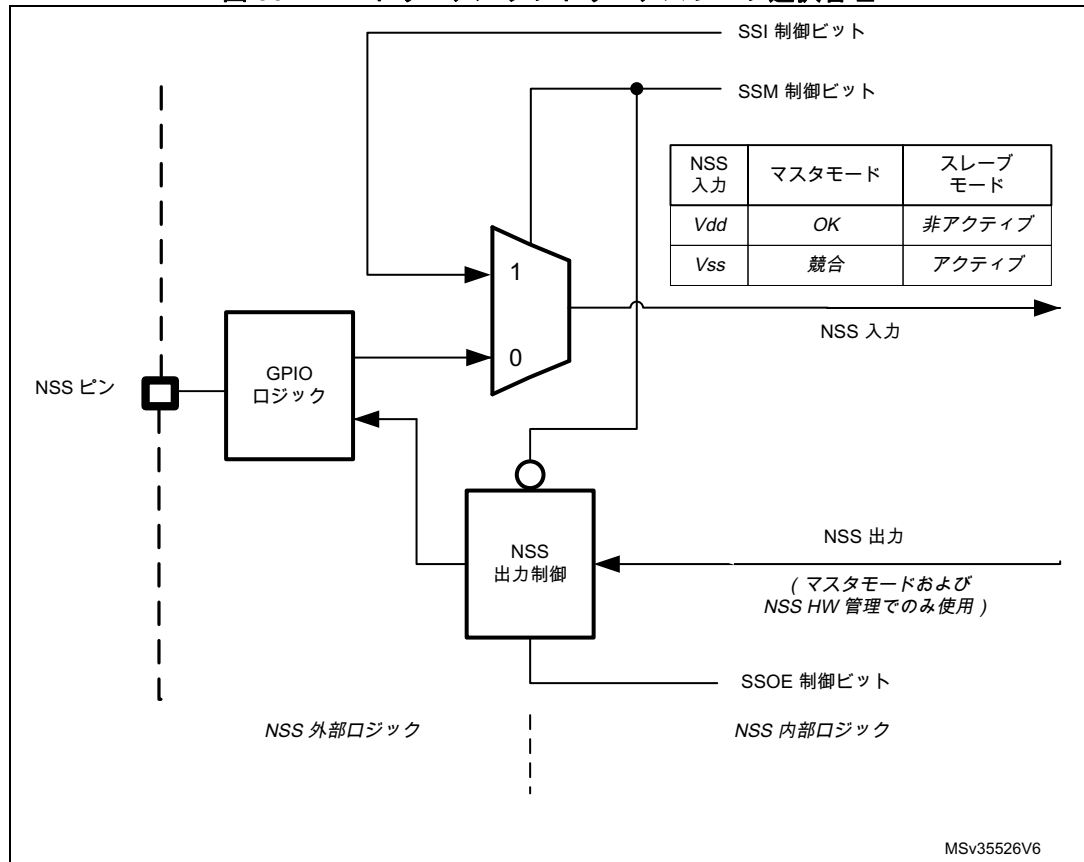 SSI 制御ビット
SSM 制御ビット
NSS
入力
マスタモード
スレーブ
モード
Vdd
OK
非アクティブ
Vss
競合
アクティブ
1
0
NSS 入力
GPIO
ロジック
NSS ピン
NSS
出力制御
NSS 出力
( マスタモードおよび
NSS HW 管理でのみ使用 )
SSOE 制御ビット
NSS 外部ロジック
NSS 内部ロジック
MSv35526V6